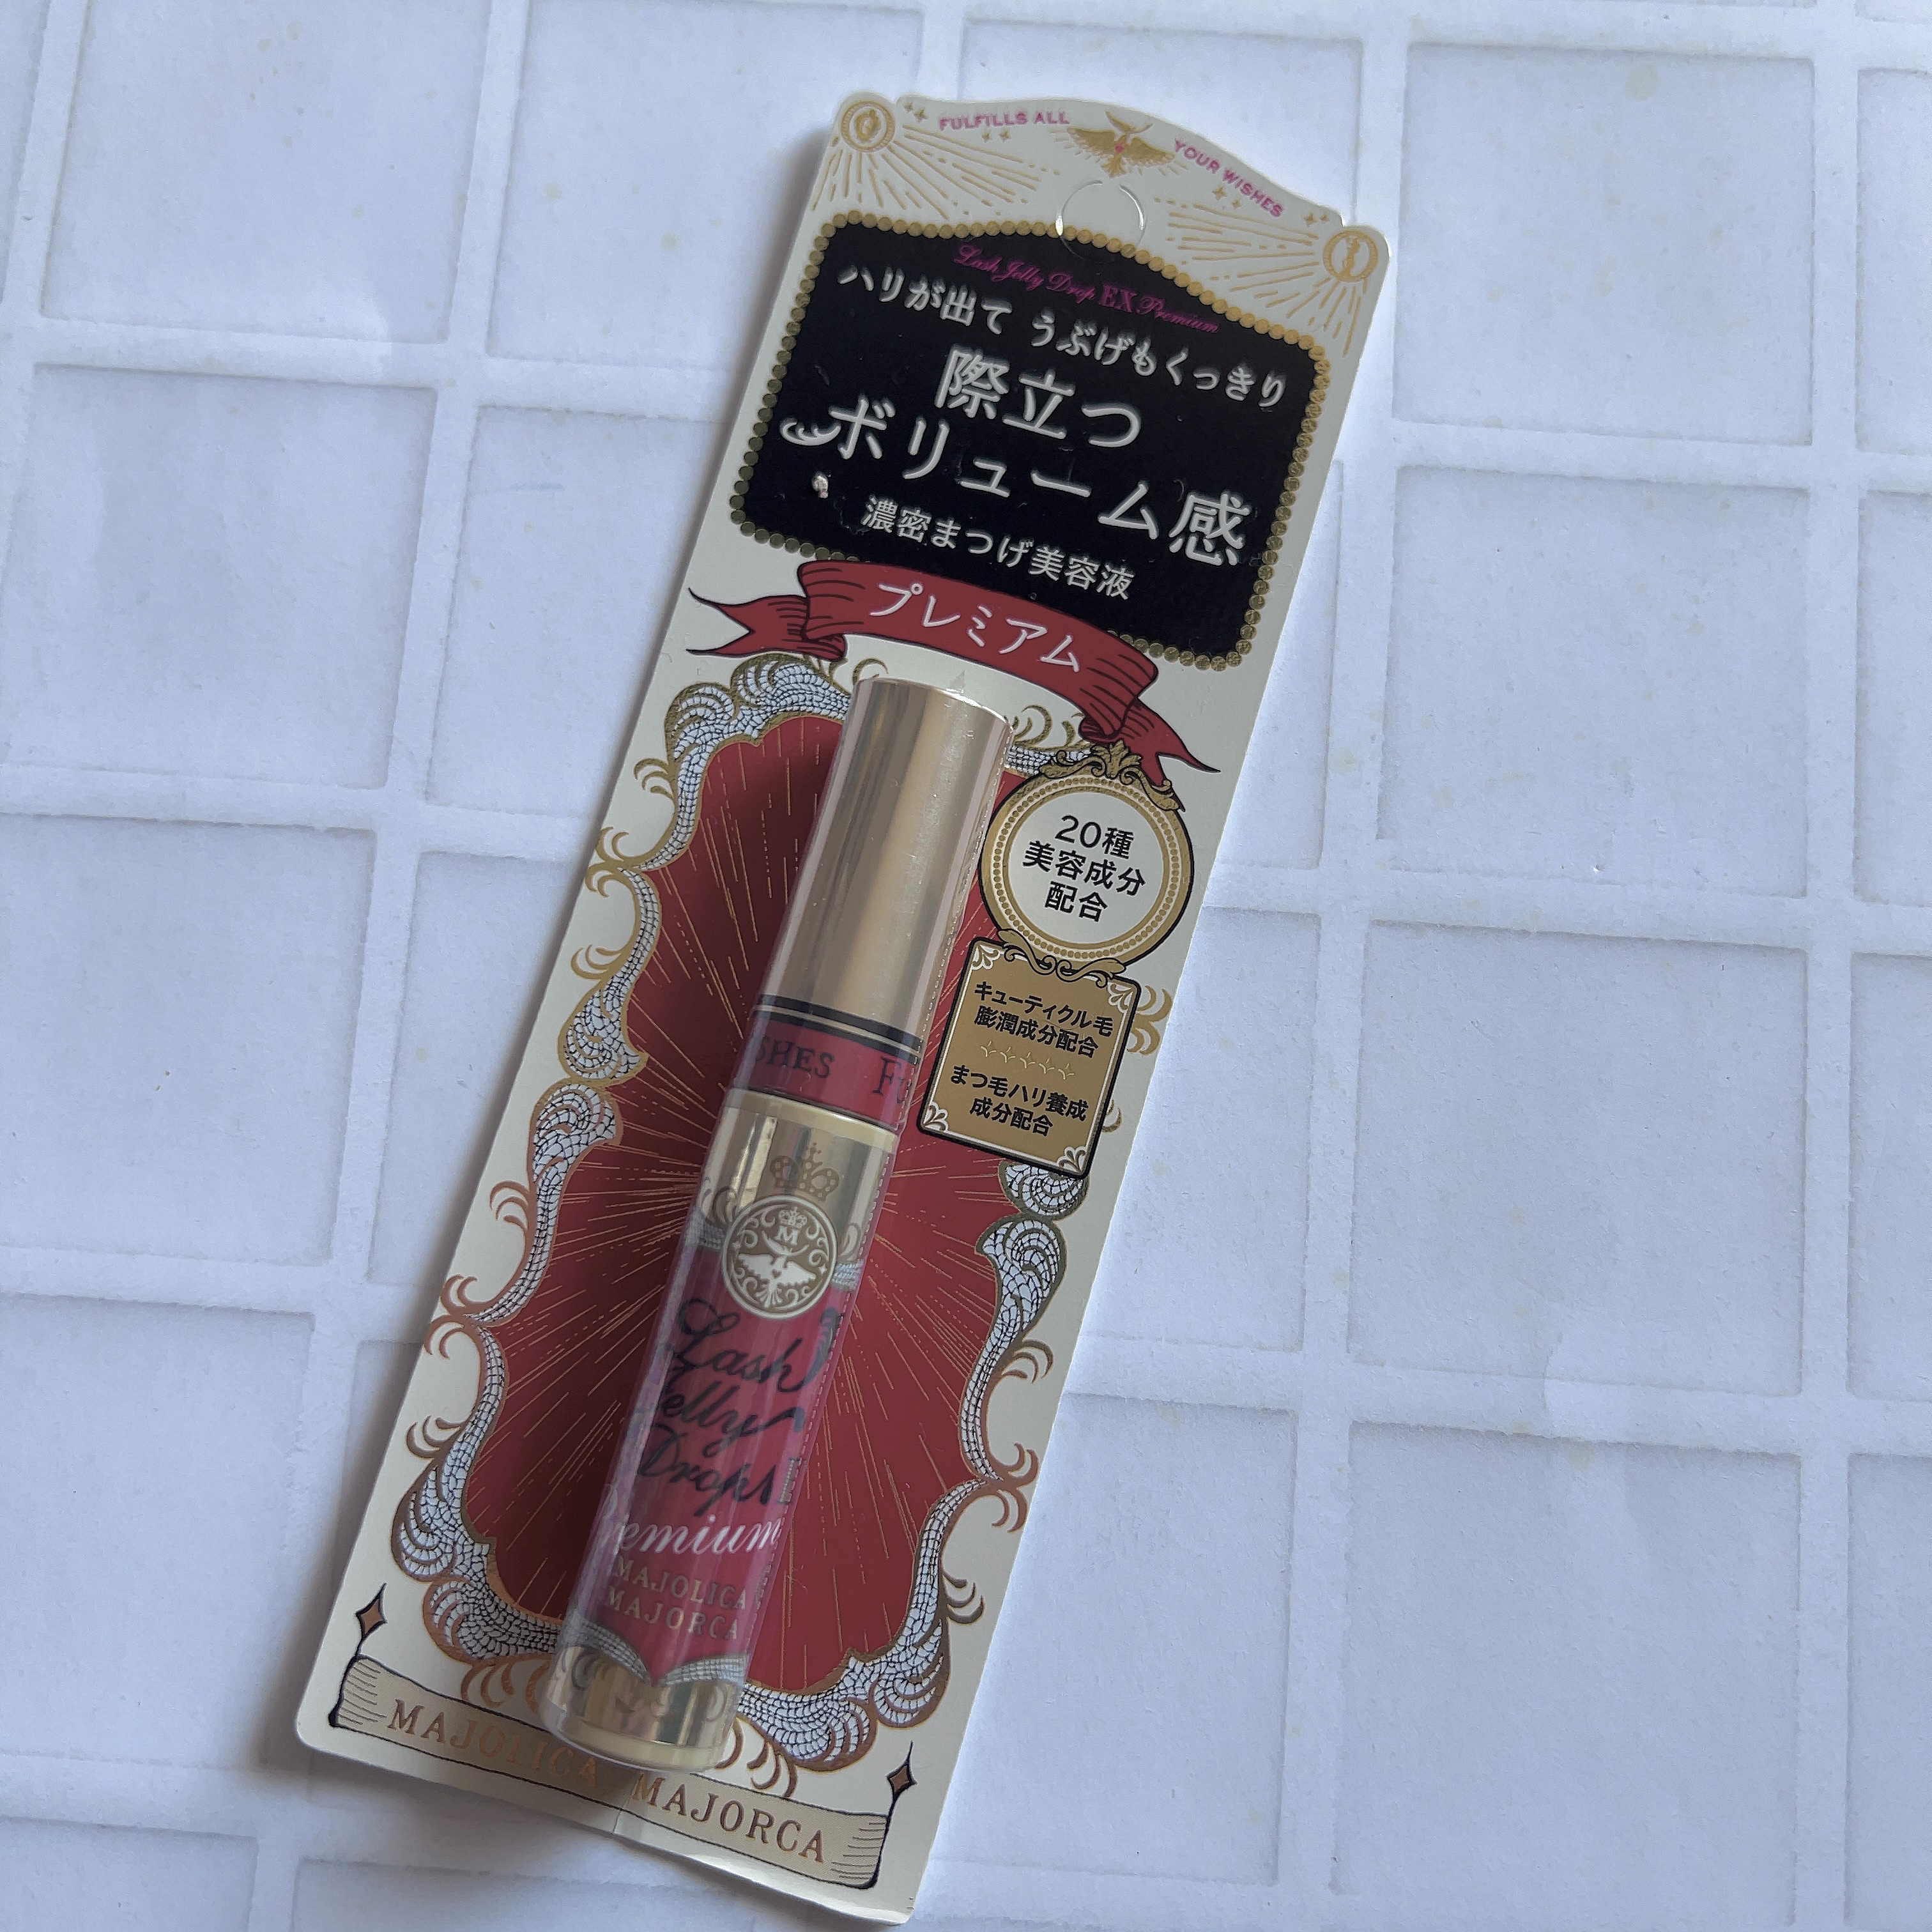 FULFILLS ALL
YOUR WISHES
Lash Jelly Drop EX Premium
ハリが出て うぶげもくっきり
際立つ
ボリューム感
濃密まつげ美容液
プレミアム
20種
美容成分
配合
キューティクル毛
膨潤成分配合
まつ毛ハリ養成
成分配合
M
Lash
Jelly
Drop
MAJOLICA
MAJORCA
MAJOLICA MAJORCA